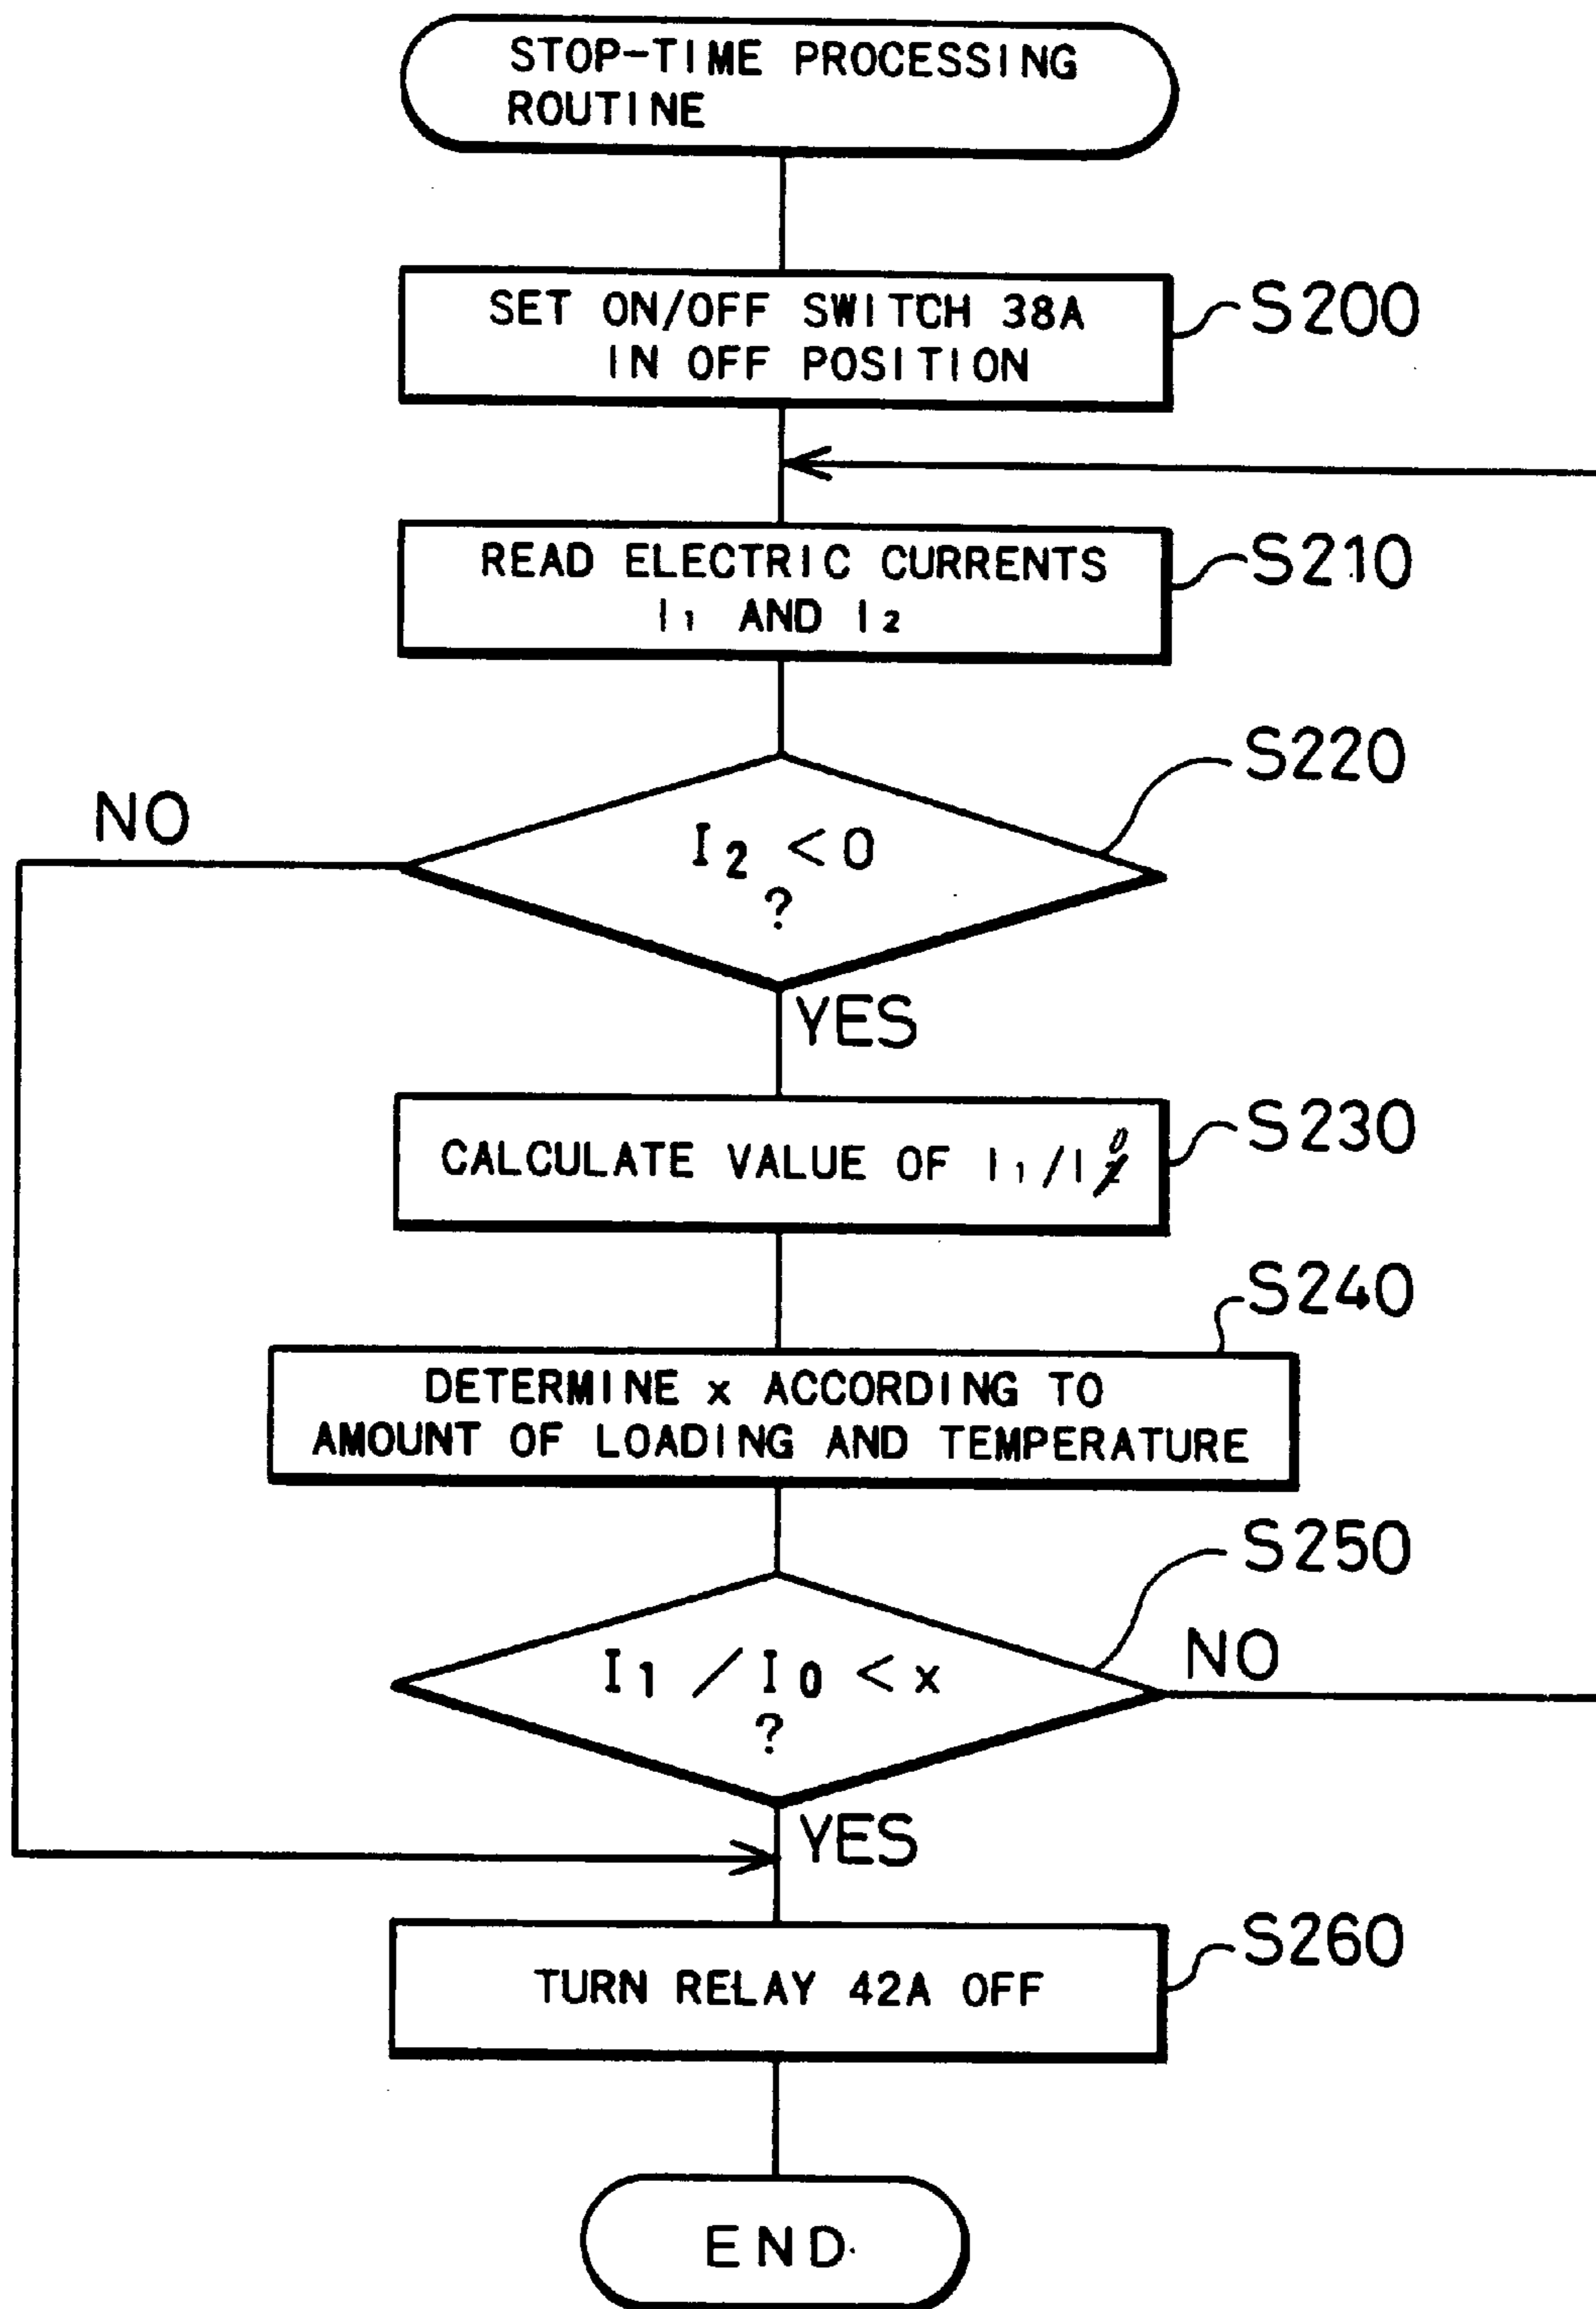 STOP-TIME PROCESSING
ROUTINE
SET ON/OFF SWITCH 38A
IN OFF POSITION
S200
READ ELECTRIC CURRENTS
I₁ AND I₂
S210
S220
NO
I₂ < 0
?
YES
CALCULATE VALUE OF I₁/I₀
S230
S240
DETERMINE x ACCORDING TO
AMOUNT OF LOADING AND TEMPERATURE
S250
I₁ / I₀ < x
?
NO
YES
TURN RELAY 42A OFF
S260
END